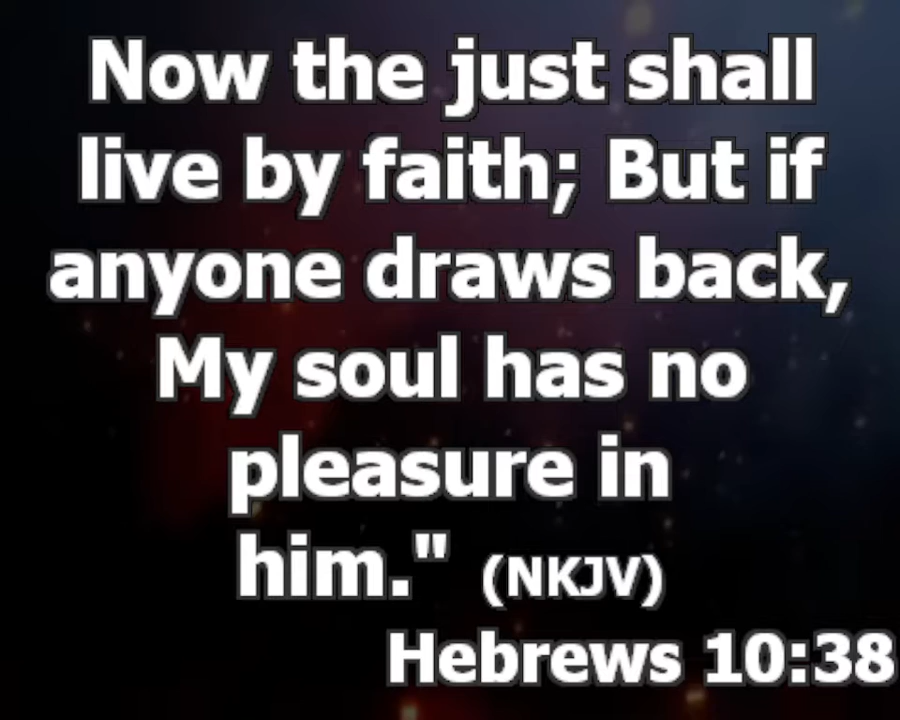 Now the just shall
live by faith; But if
anyone draws back,
My soul has no
pleasure in
him." (NKJV)
Hebrews 10:38